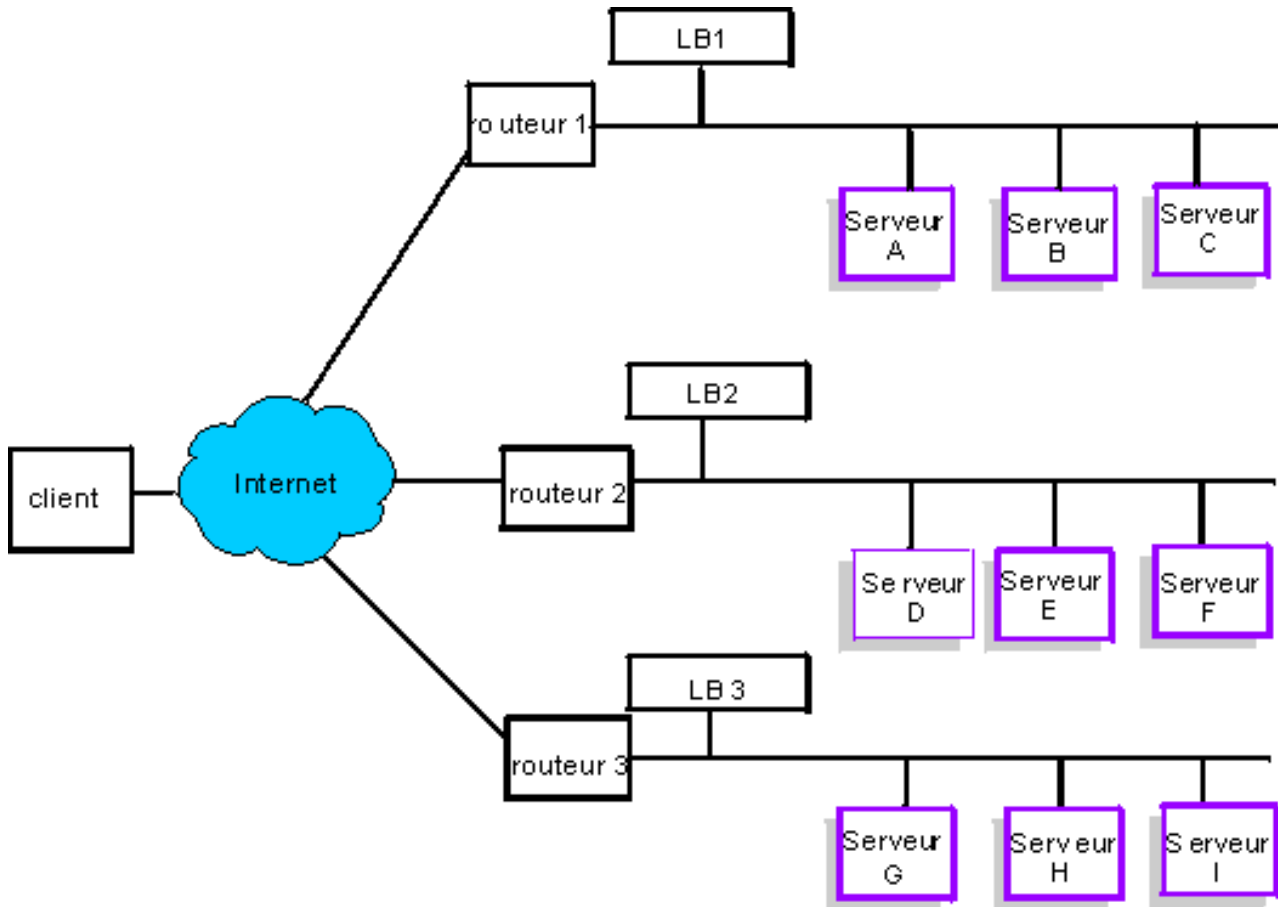 LB1
routeur 1
Serveur
A
Serveur
B
Serveur
C
LB2
client
Internet
routeur 2
Serveur
D
Serveur
E
Serveur
F
LB 3
routeur 3
Serveur
G
Serveur
H
Serveur
I